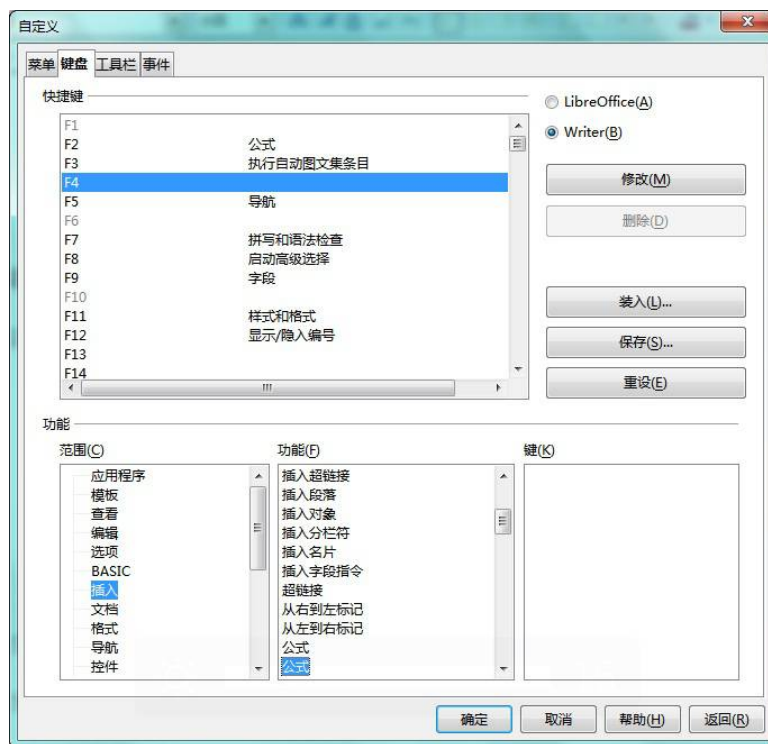 自定义
菜单 键盘 工具栏 事件
快捷键
F1
F2 公式
F3 执行自动图文集条目
F4
F5 导航
F6
F7 拼写和语法检查
F8 启动高级选择
F9 字段
F10
F11 样式和格式
F12 显示/隐入编号
F13
F14
LibreOffice(A)
Writer(B)
修改(M)
删除(D)
装入(L)...
保存(S)...
重设(E)
功能
范围(C)
应用程序
模板
查看
编辑
选项
BASIC
插入
文档
格式
导航
控件
功能(F)
插入超链接
插入段落
插入对象
插入分栏符
插入名片
插入字段指令
超链接
从右到左标记
从左到右标记
公式
公式
键(K)
确定 取消 帮助(H) 返回(R)